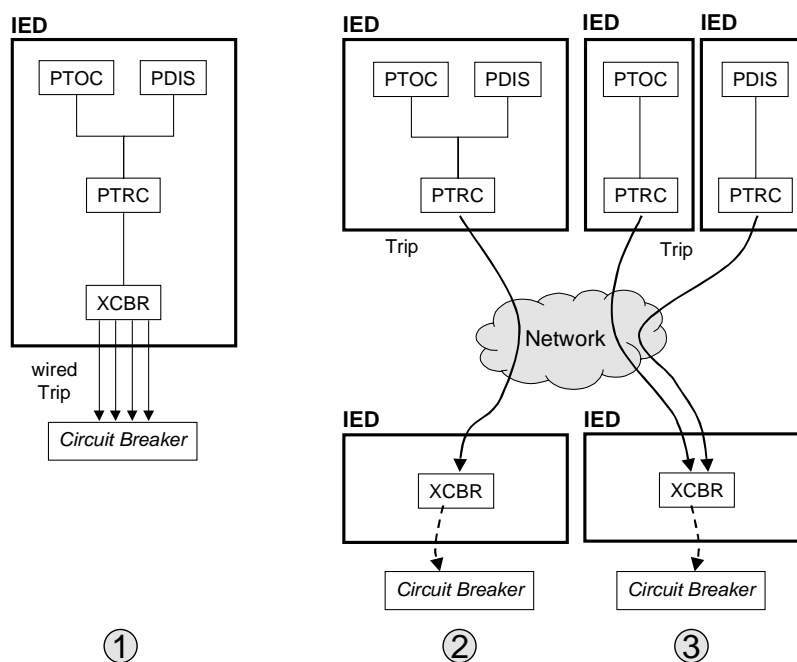 IED
PTOC
PDIS
PTRC
XCBR
wired
Trip
Circuit Breaker
1
IED
PTOC
PDIS
PTRC
Trip
IED
PTOC
PTRC
IED
PDIS
PTRC
Trip
Network
IED
XCBR
Circuit Breaker
2
IED
XCBR
Circuit Breaker
3